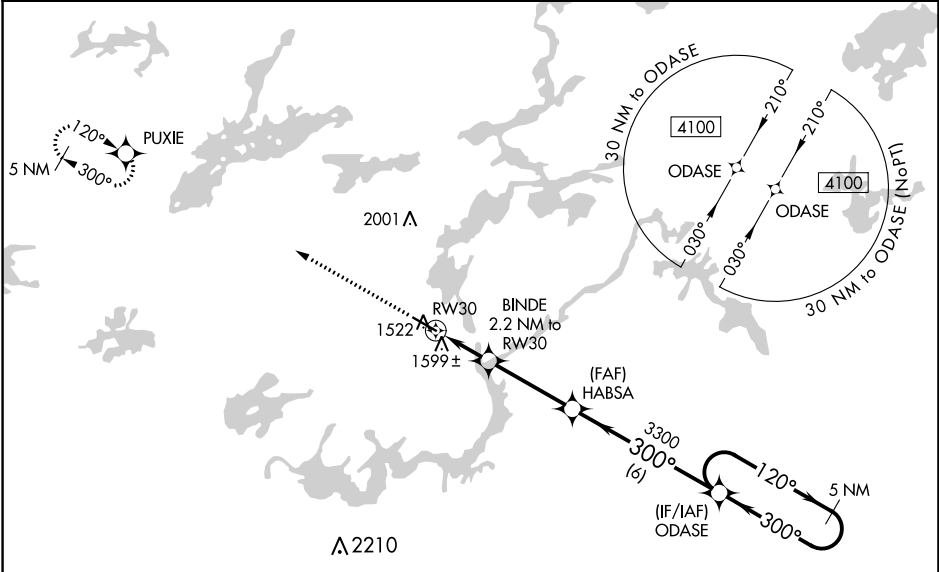 120°
PUXIE
5 NM
300°
2001
30 NM to ODASE
210°
4100
ODASE
030°
210°
4100
ODASE
030°
30 NM to ODASE (NoPT)
RW30
1522
1599±
BINDE
2.2 NM to
RW30
(FAF)
HABSA
3300
300°
(6)
120°
5 NM
300°
(IF/IAF)
ODASE
2210